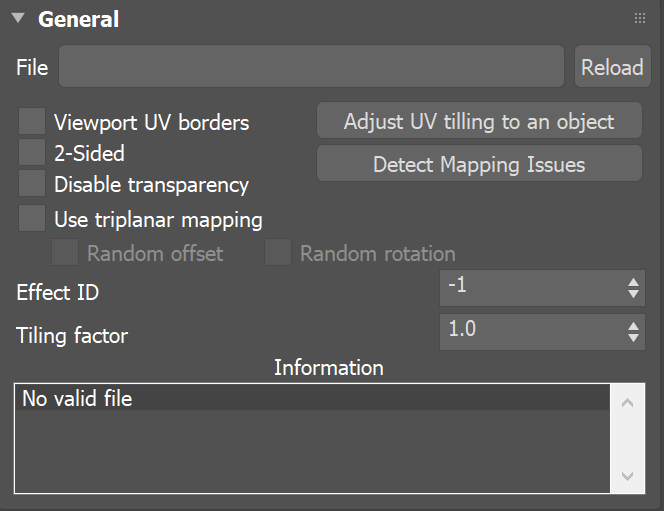 General
File
Reload
Viewport UV borders
Adjust UV tilling to an object
2-Sided
Detect Mapping Issues
Disable transparency
Use triplanar mapping
Random offset
Random rotation
Effect ID
-1
Tiling factor
1.0
Information
No valid file